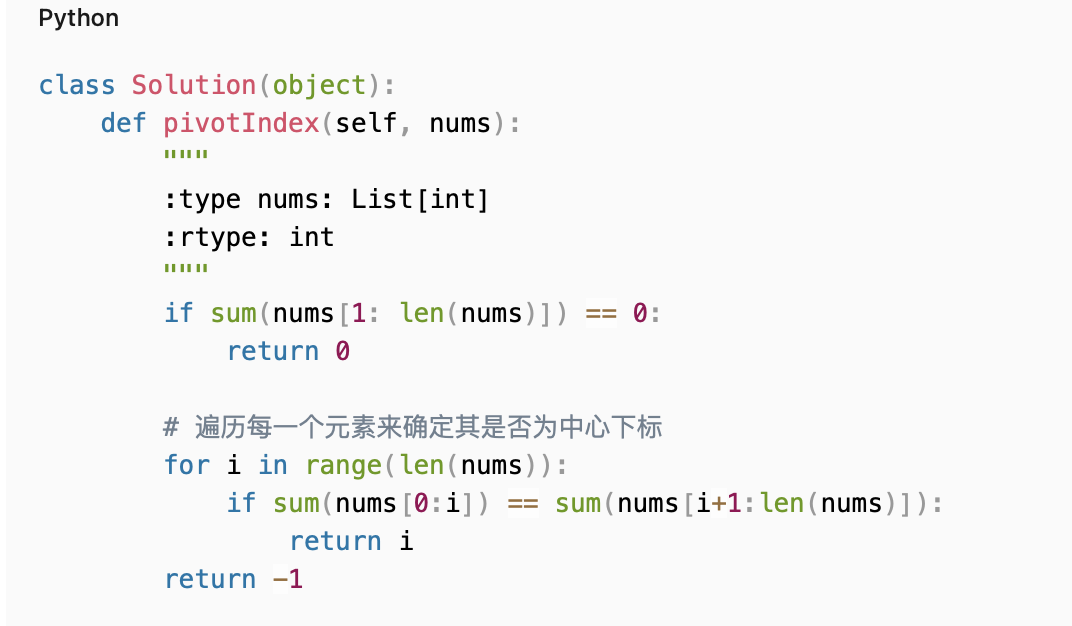 Python
class Solution(object):
    def pivotIndex(self, nums):
        """
        :type nums: List[int]
        :rtype: int
        """
        if sum(nums[1: len(nums)]) == 0:
            return 0
        # 遍历每一个元素来确定其是否为中心下标
        for i in range(len(nums)):
            if sum(nums[0:i]) == sum(nums[i+1:len(nums)]):
                return i
        return -1